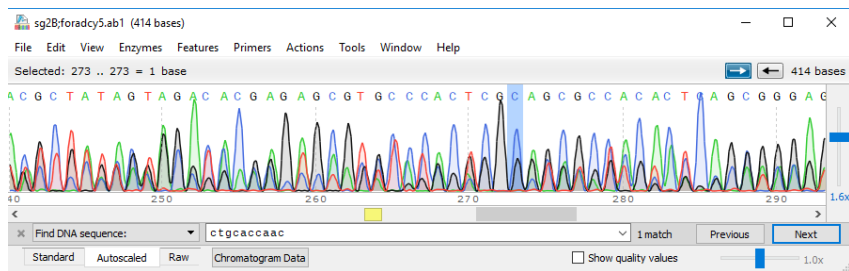 sg2B;foradcy5.ab1 (414 bases)
File Edit View Enzymes Features Primers Actions Tools Window Help
Selected: 273 .. 273 = 1 base 414 bases
A C G C T A T A G T A G A C A C G A G A G C G T G C C C A C T C G C A G C G C C A C A C T C A G C G G G A G
40 250 260 270 280 290
1.6x
Find DNA sequence: ctgcaccaac 1 match Previous Next
Standard Autoscaled Raw Chromatogram Data Show quality values 1.0x